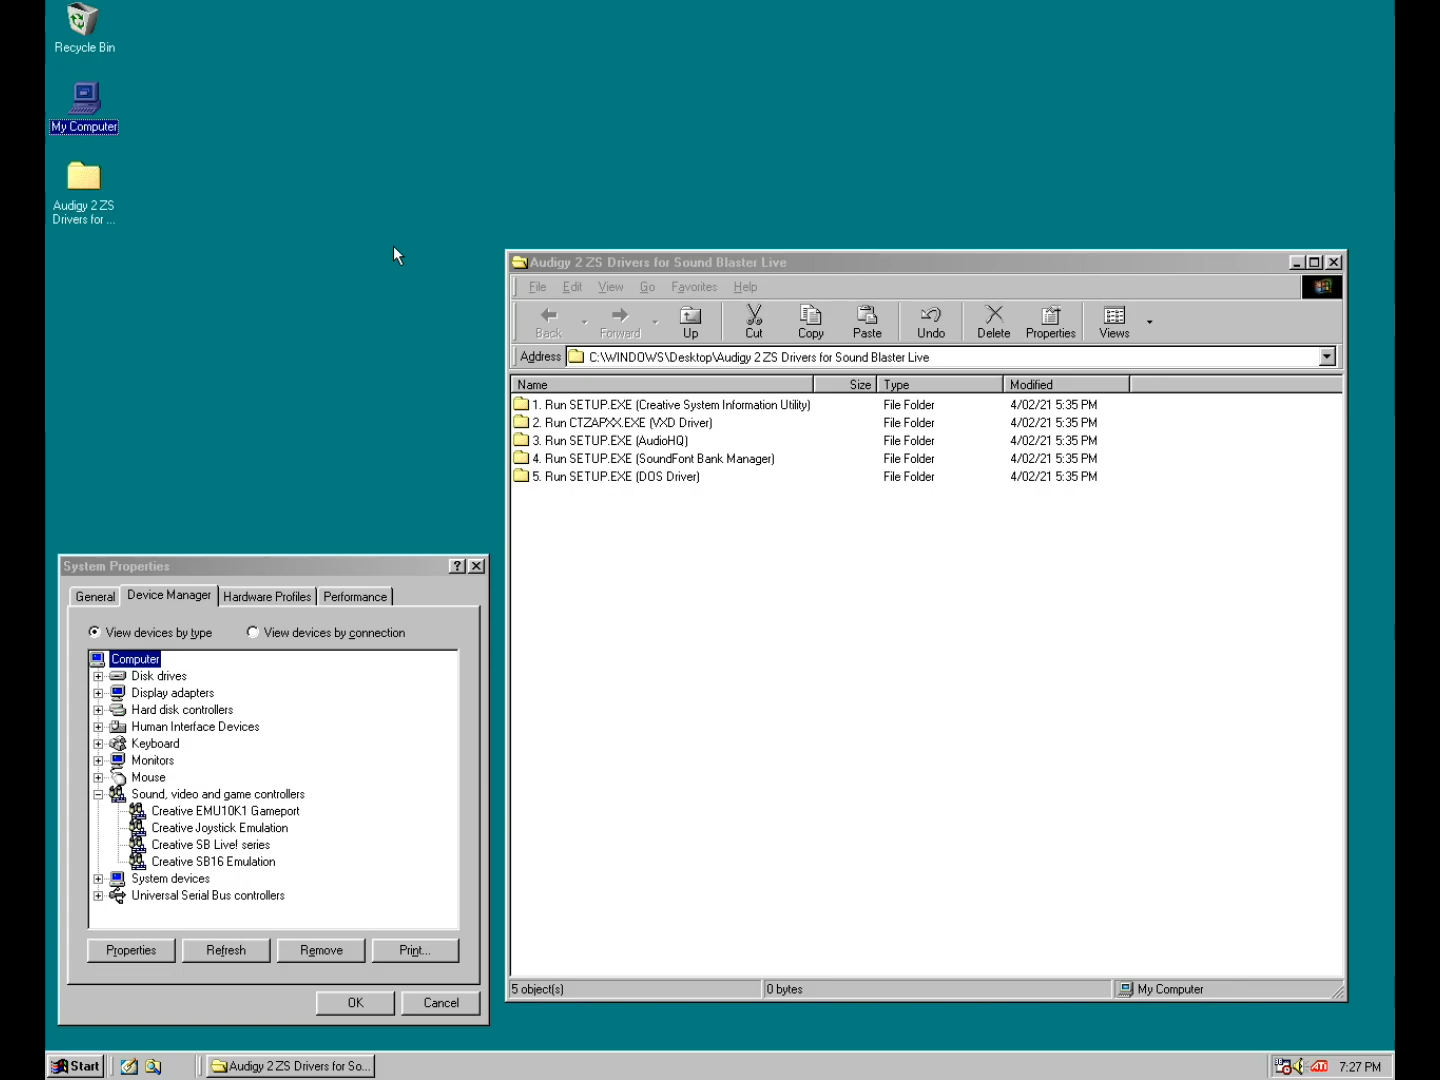 Recycle Bin
My Computer
Audigy 2 ZS
Drivers for ...
Audigy 2 ZS Drivers for Sound Blaster Live
File Edit View Go Favorites Help
Back Forward Up Cut Copy Paste Undo Delete Properties Views
Address C:\WINDOWS\Desktop\Audigy 2 ZS Drivers for Sound Blaster Live
Name Size Type Modified
1. Run SETUP.EXE (Creative System Information Utility) File Folder 4/02/21 5:35 PM
2. Run CTZAPXX.EXE (VXD Driver) File Folder 4/02/21 5:35 PM
3. Run SETUP.EXE (AudioHQ) File Folder 4/02/21 5:35 PM
4. Run SETUP.EXE (SoundFont Bank Manager) File Folder 4/02/21 5:35 PM
5. Run SETUP.EXE (DOS Driver) File Folder 4/02/21 5:35 PM
5 object(s) 0 bytes My Computer
System Properties
General Device Manager Hardware Profiles Performance
View devices by type View devices by connection
Computer
Disk drives
Display adapters
Hard disk controllers
Human Interface Devices
Keyboard
Monitors
Mouse
Sound, video and game controllers
Creative EMU10K1 Gameport
Creative Joystick Emulation
Creative SB Live! series
Creative SB16 Emulation
System devices
Universal Serial Bus controllers
Properties Refresh Remove Print...
OK Cancel
Start Audigy 2 ZS Drivers for So... ATI 7:27 PM